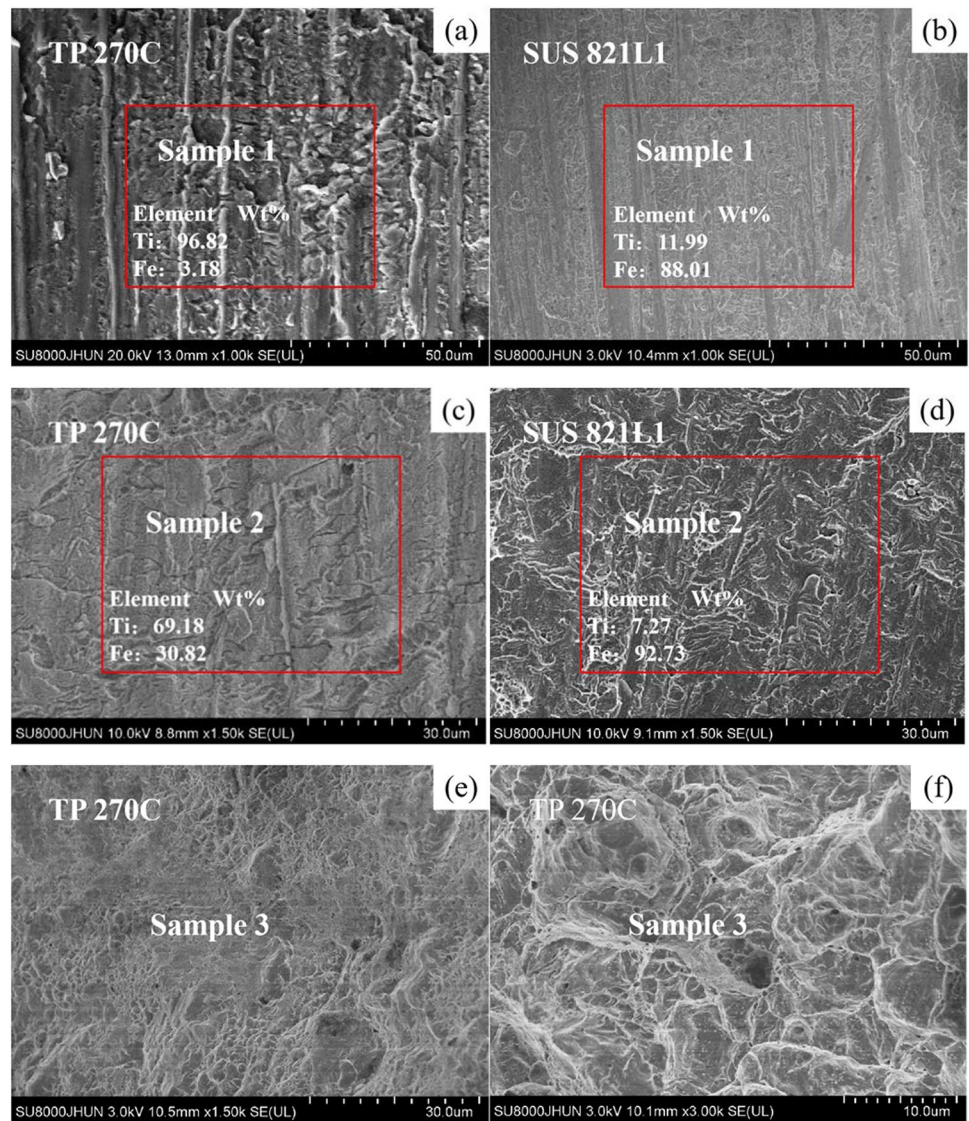 (a)
TP 270C
Sample 1
Element Wt%
Ti: 96.82
Fe: 3.18
SU8000JHUN 20.0kV 13.0mm x1.00k SE(UL) 50.0um
(b)
SUS 821L1
Sample 1
Element Wt%
Ti: 11.99
Fe: 88.01
SU8000JHUN 3.0kV 10.4mm x1.00k SE(UL) 50.0um
(c)
TP 270C
Sample 2
Element Wt%
Ti: 69.18
Fe: 30.82
SU8000JHUN 10.0kV 8.8mm x1.50k SE(UL) 30.0um
(d)
SUS 821L1
Sample 2
Element Wt%
Ti: 7.27
Fe: 92.73
SU8000JHUN 10.0kV 9.1mm x1.50k SE(UL) 30.0um
(e)
TP 270C
Sample 3
SU8000JHUN 3.0kV 10.5mm x1.50k SE(UL) 30.0um
(f)
TP 270C
Sample 3
SU8000JHUN 3.0kV 10.1mm x3.00k SE(UL) 10.0um